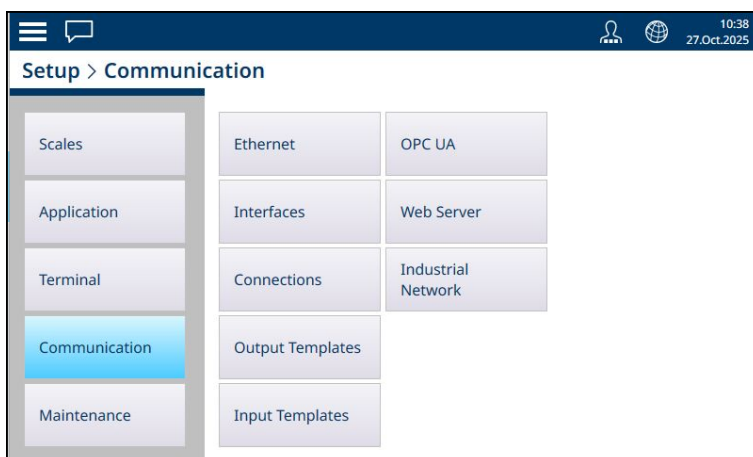 10:38
27.Oct.2025
Setup > Communication
Scales
Ethernet
OPC UA
Application
Interfaces
Web Server
Terminal
Connections
Industrial
Network
Communication
Output Templates
Maintenance
Input Templates